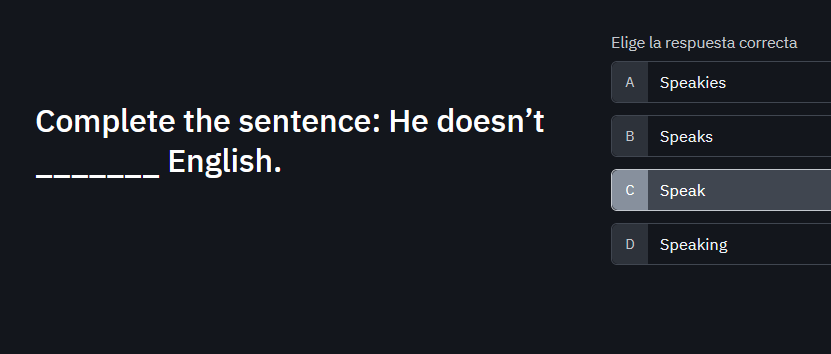 Elige la respuesta correcta
Complete the sentence: He doesn’t
_______ English.
A Speakies
B Speaks
C Speak
D Speaking